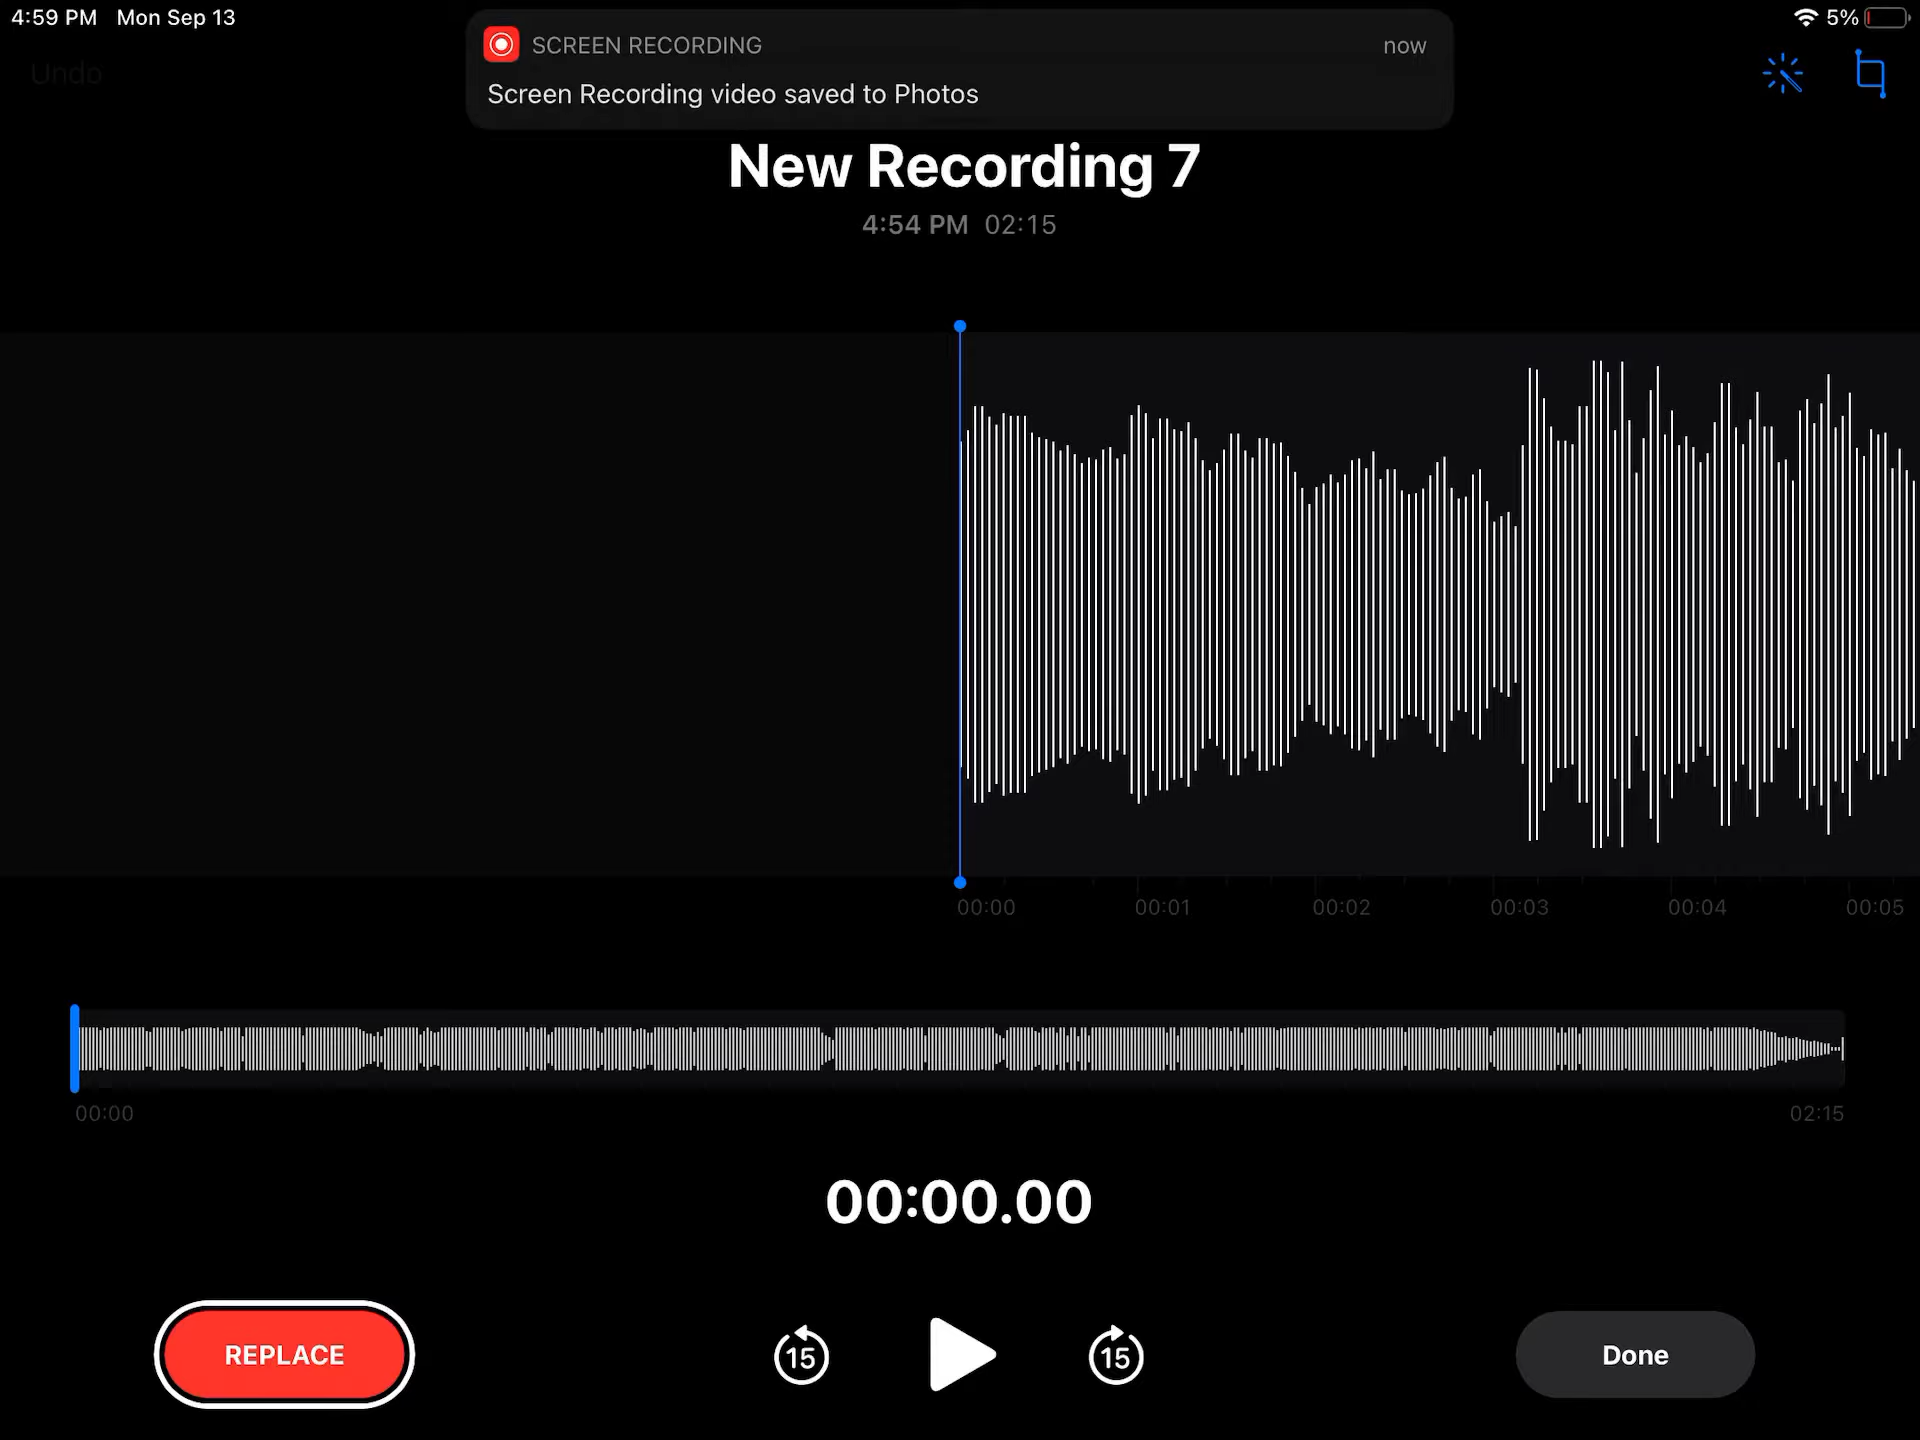 4:59 PM Mon Sep 13
5%
SCREEN RECORDING now
Screen Recording video saved to Photos
Undo
New Recording 7
4:54 PM 02:15
00:00 00:01 00:02 00:03 00:04 00:05
00:00 02:15
00:00.00
REPLACE 15 15 Done